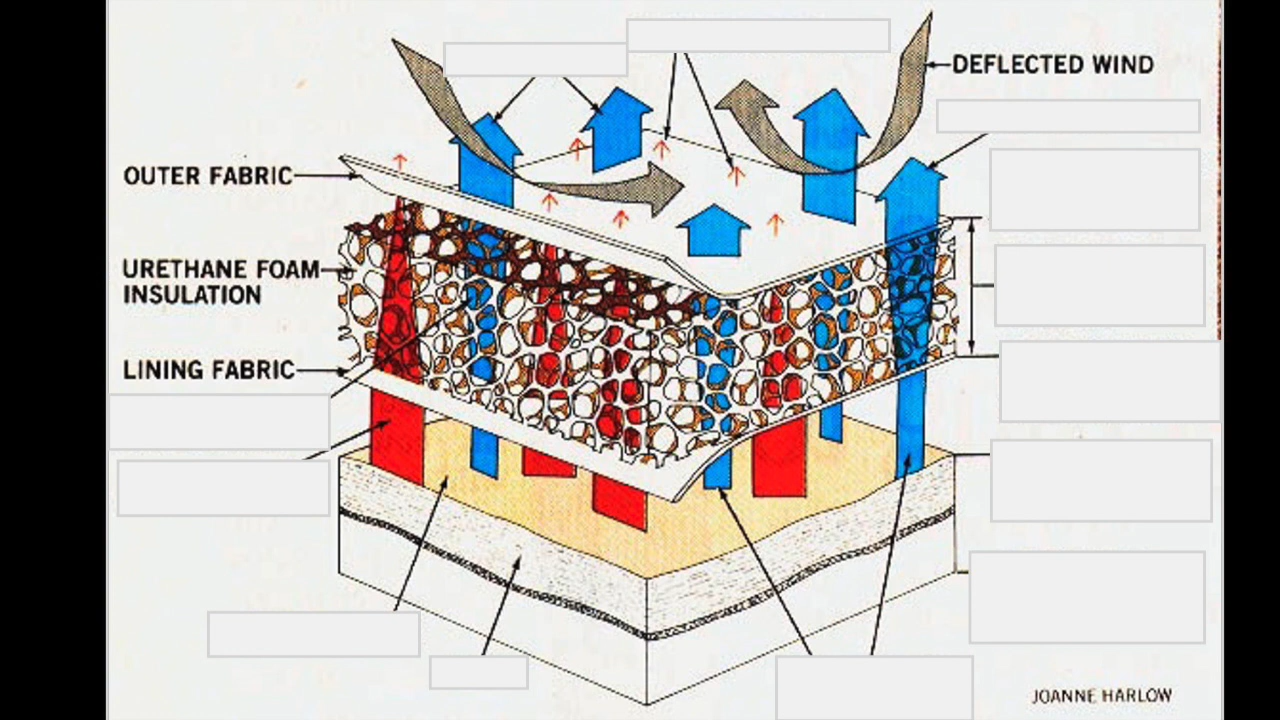 DEFLECTED WIND
OUTER FABRIC
URETHANE FOAM
INSULATION
LINING FABRIC
JOANNE HARLOW